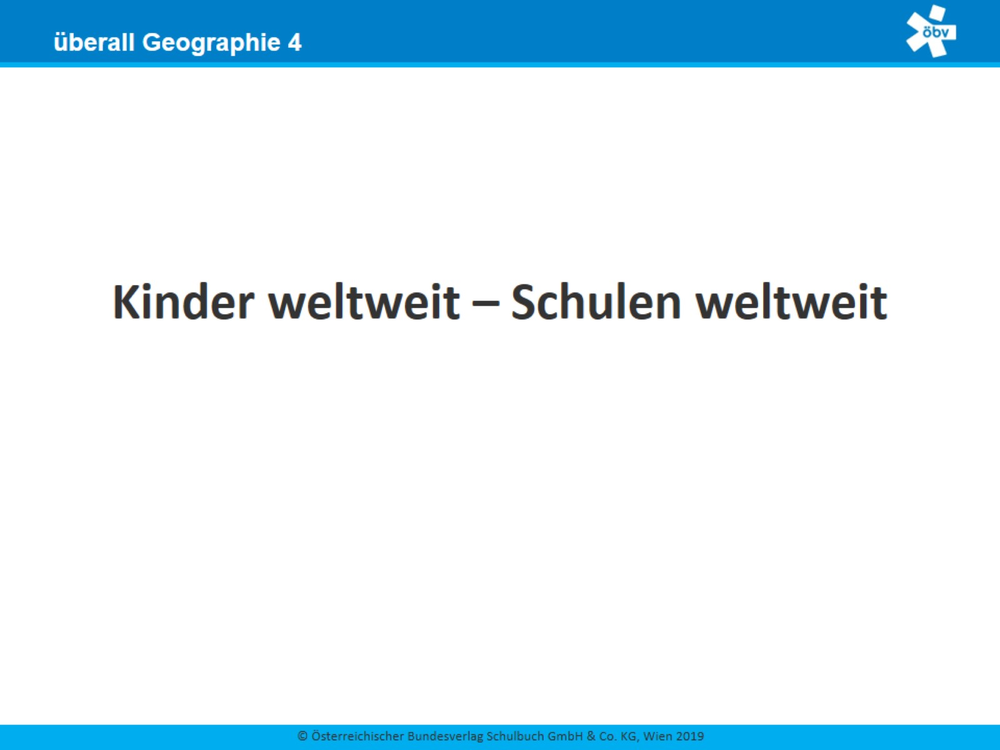 überall Geographie 4
öbv
Kinder weltweit – Schulen weltweit
© Österreichischer Bundesverlag Schulbuch GmbH & Co. KG, Wien 2019